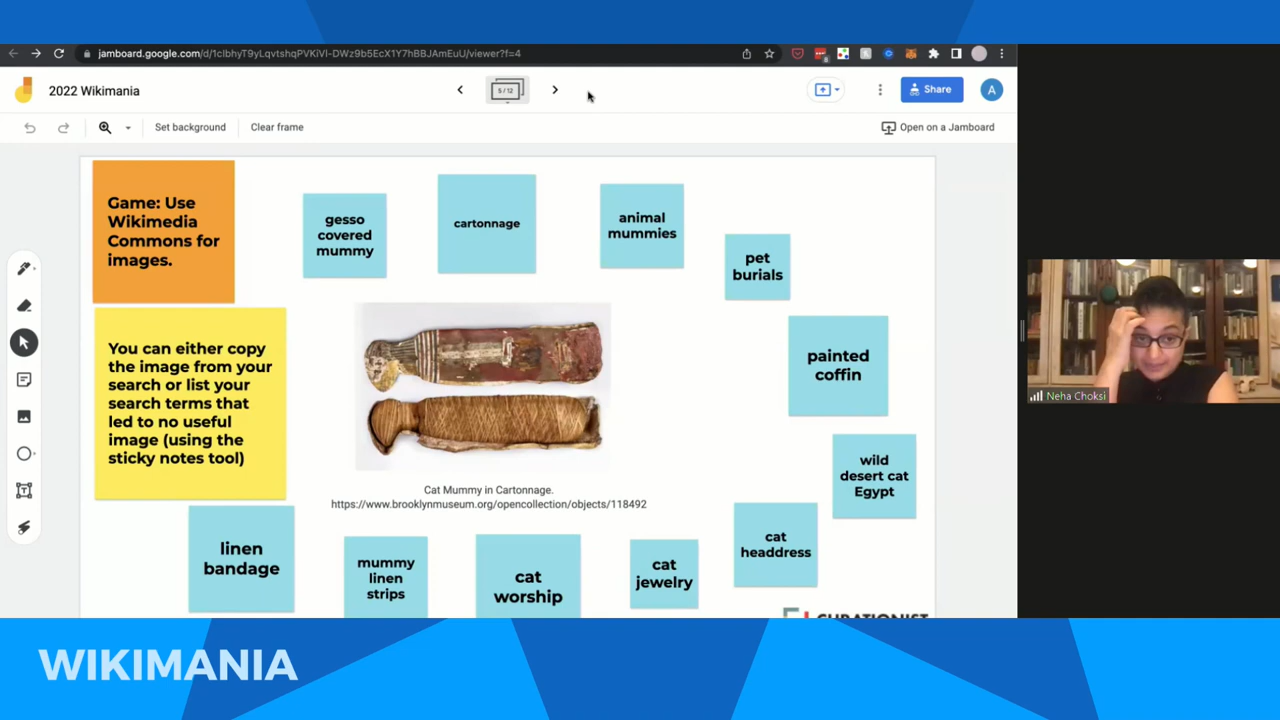 jamboard.google.com/d/1cIbhyT9yLqvtshqPVKiVI-DWz9b5EcX1Y7hBBJAmEuU/viewer?f=4
2022 Wikimania
5 / 12
Share
A
Set background
Clear frame
Open on a Jamboard
Game: Use
Wikimedia
Commons for
images.
gesso
covered
mummy
cartonnage
animal
mummies
pet
burials
You can either copy
the image from your
search or list your
search terms that
led to no useful
image (using the
sticky notes tool)
painted
coffin
Neha Choksi
wild
desert cat
Egypt
Cat Mummy in Cartonnage.
https://www.brooklynmuseum.org/opencollection/objects/118492
linen
bandage
mummy
linen
strips
cat
worship
cat
jewelry
cat
headdress
CURATIONIST
WIKIMANIA